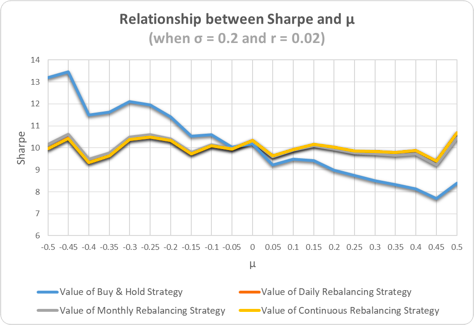 Relationship between Sharpe and μ
(when σ = 0.2 and r = 0.02)
14
13
12
11
10
9
8
7
6
Sharpe
-0.5 -0.45 -0.4 -0.35 -0.3 -0.25 -0.2 -0.15 -0.1 -0.05 0 0.05 0.1 0.15 0.2 0.25 0.3 0.35 0.4 0.45 0.5
μ
Value of Buy & Hold Strategy Value of Daily Rebalancing Strategy
Value of Monthly Rebalancing Strategy Value of Continuous Rebalancing Strategy